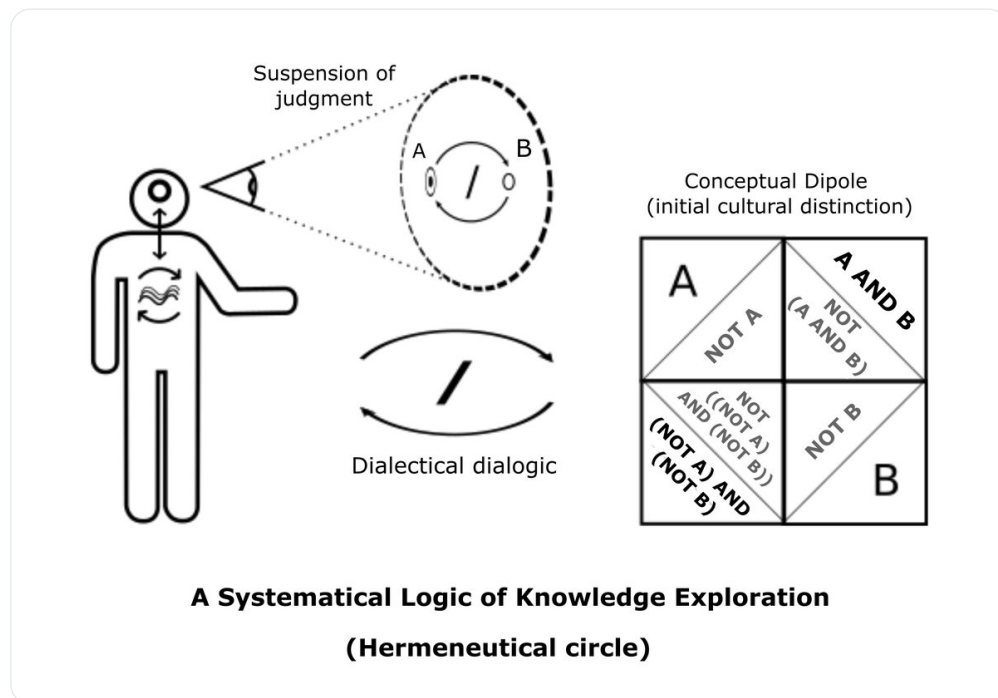 Suspension of
judgment
A
B
Conceptual Dipole
(initial cultural distinction)
A
NOT A
A AND B
NOT
(A AND B)
NOT
((NOT A)
AND (NOT B))
(NOT A) AND
(NOT B)
NOT B
B
Dialectical dialogic
A Systematical Logic of Knowledge Exploration
(Hermeneutical circle)